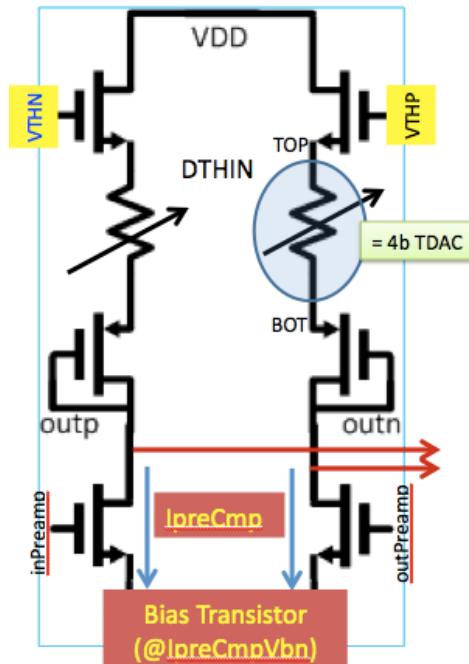 VDD
VTHN
VTHP
TOP
DTHIN
= 4b TDAC
BOT
outp
outn
inPreamp
IpreCmp
outPreamp
Bias Transistor
(@IpreCmpVbn)